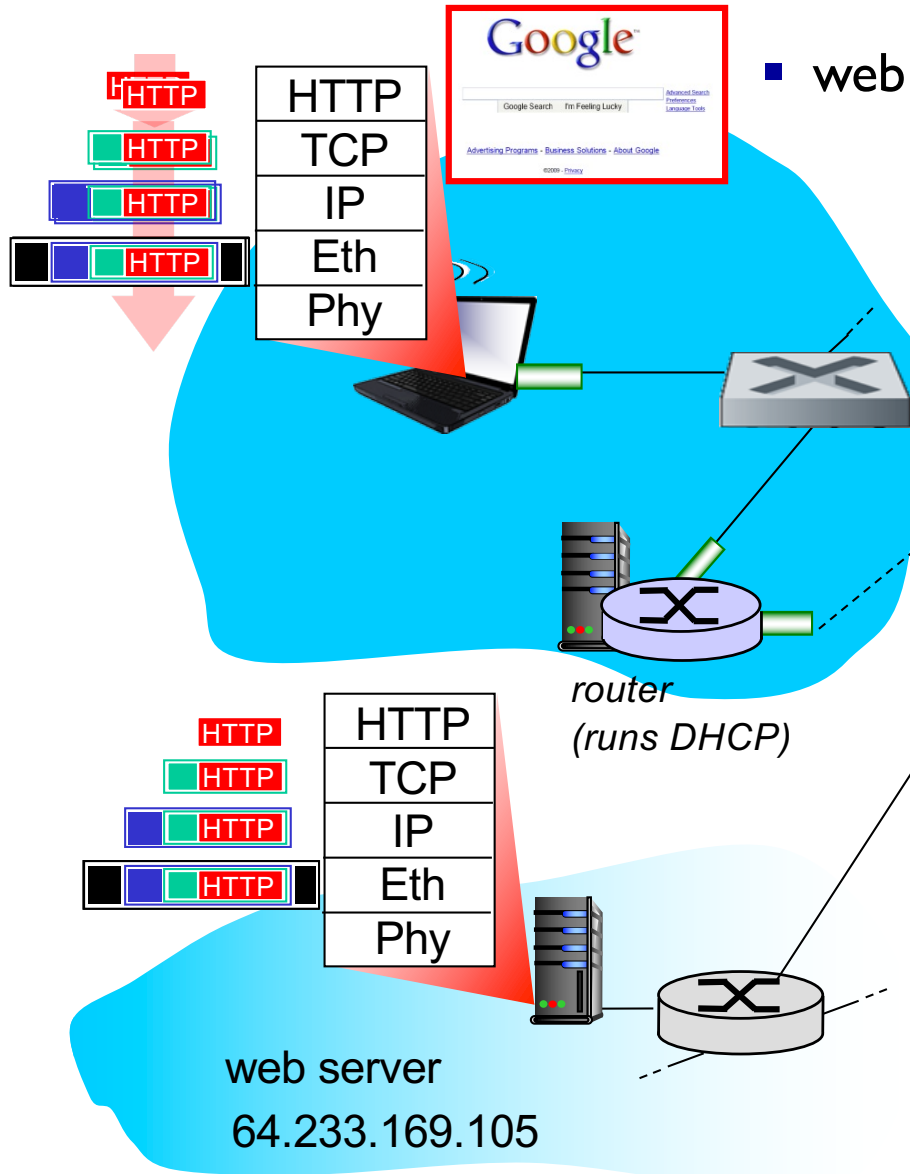 Google™
▪ web
HTTP
HTTP
HTTP
TCP
IP
Eth
Phy
Advanced Search
Preferences
Language Tools
Google Search I'm Feeling Lucky
HTTP
Advertising Programs - Business Solutions - About Google
©2009 - Privacy
HTTP
HTTP
router
(runs DHCP)
HTTP
HTTP
HTTP
HTTP
HTTP
TCP
IP
Eth
Phy
web server
64.233.169.105